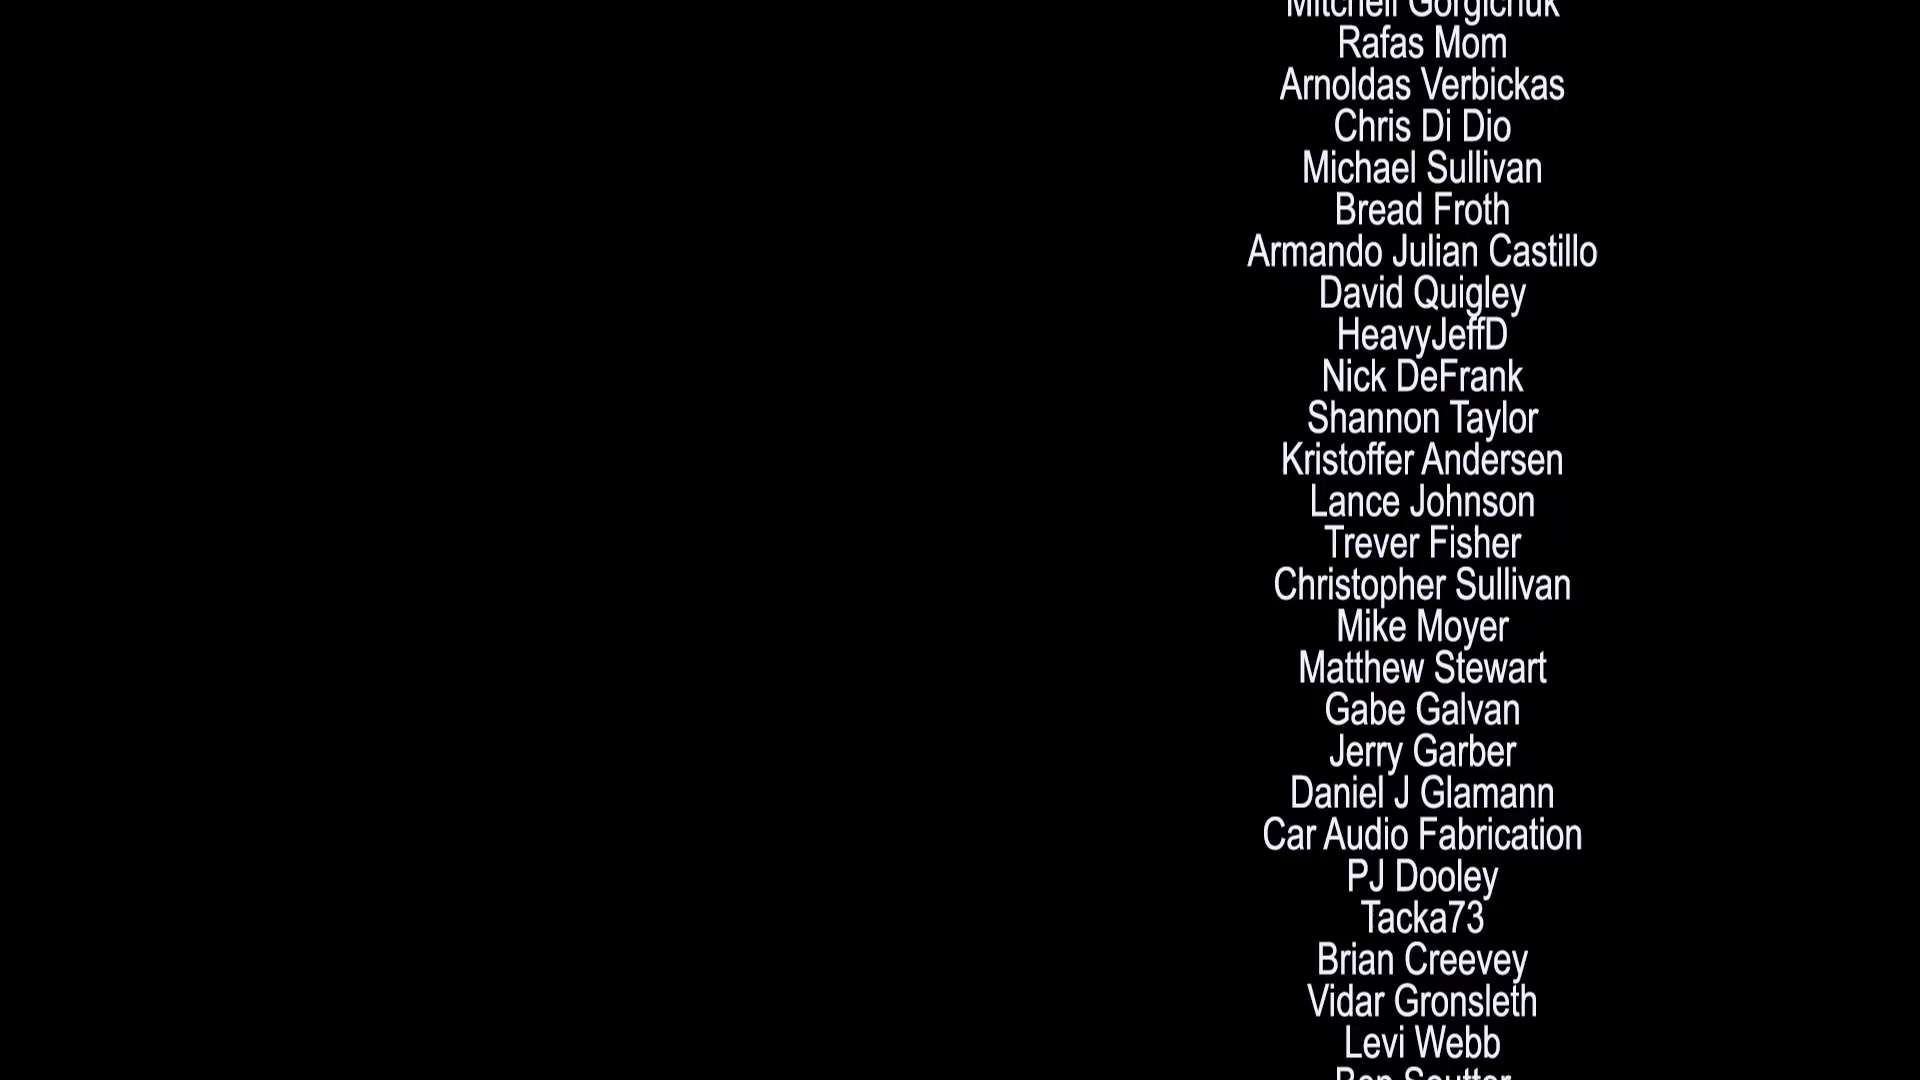 Mitchell Gorgichuk
Rafas Mom
Arnoldas Verbickas
Chris Di Dio
Michael Sullivan
Bread Froth
Armando Julian Castillo
David Quigley
HeavyJeffD
Nick DeFrank
Shannon Taylor
Kristoffer Andersen
Lance Johnson
Trever Fisher
Christopher Sullivan
Mike Moyer
Matthew Stewart
Gabe Galvan
Jerry Garber
Daniel J Glamann
Car Audio Fabrication
PJ Dooley
Tacka73
Brian Creevey
Vidar Gronsleth
Levi Webb